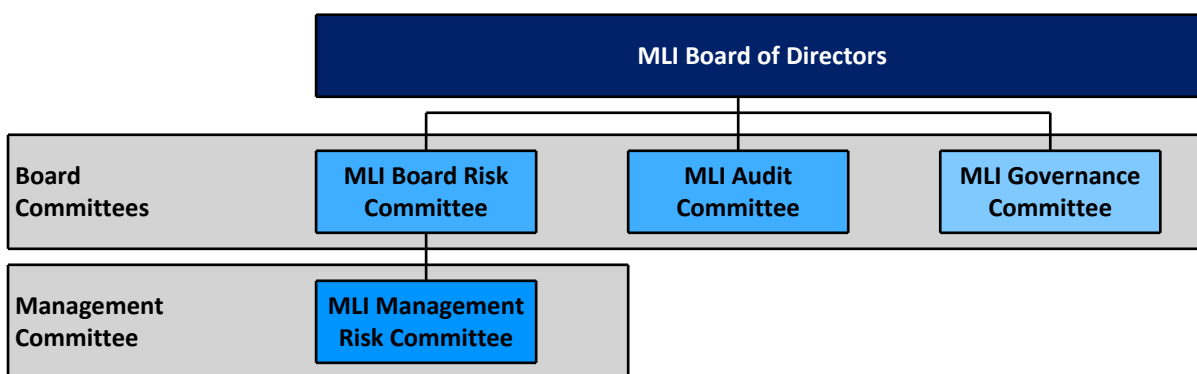 MLI Board of Directors
Board
Committees
MLI Board Risk
Committee
MLI Audit
Committee
MLI Governance
Committee
Management
Committee
MLI Management
Risk Committee